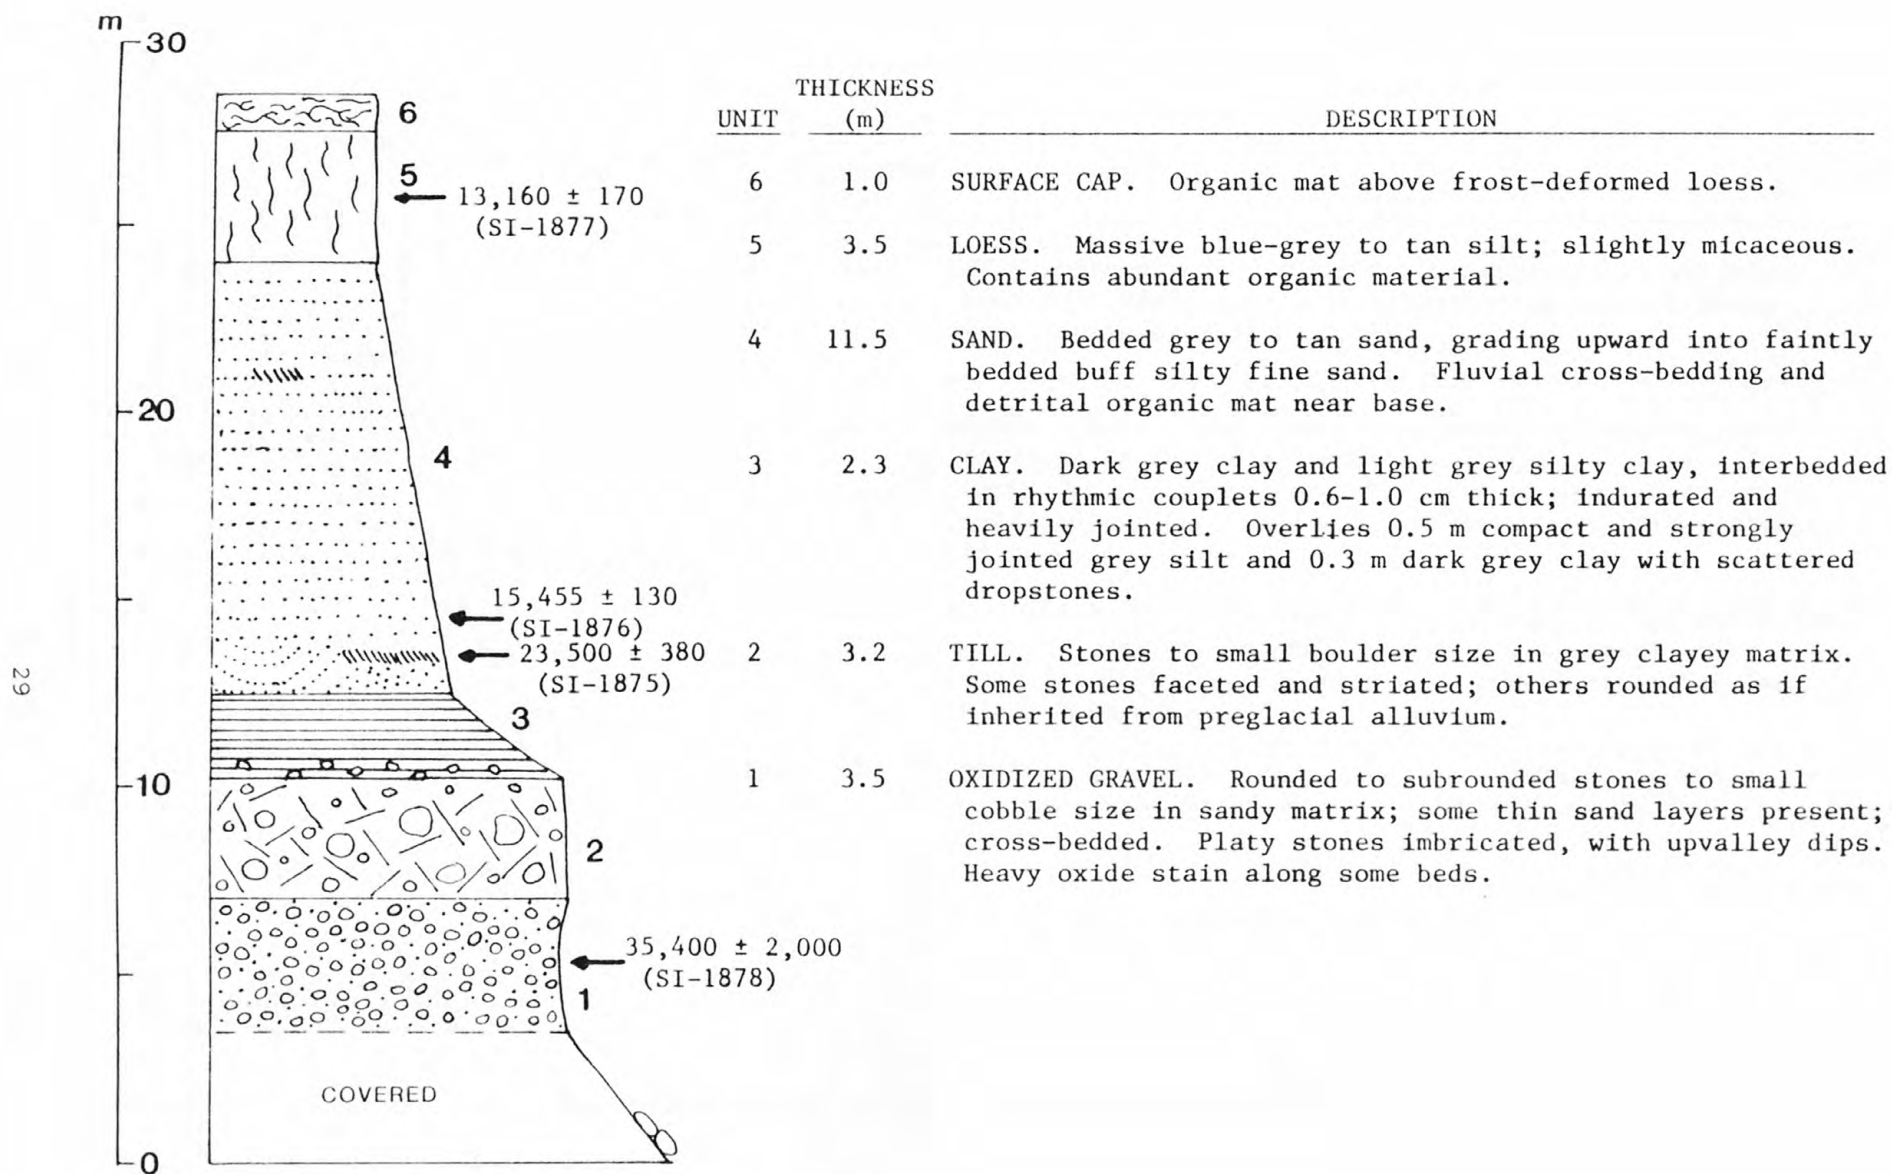 m
30
20
10
0
6
5
13,160 ± 170
(SI-1877)
4
15,455 ± 130
(SI-1876)
23,500 ± 380
(SI-1875)
3
2
35,400 ± 2,000
(SI-1878)
1
COVERED
THICKNESS
UNIT (m) DESCRIPTION
6 1.0 SURFACE CAP. Organic mat above frost-deformed loess.
5 3.5 LOESS. Massive blue-grey to tan silt; slightly micaceous.
Contains abundant organic material.
4 11.5 SAND. Bedded grey to tan sand, grading upward into faintly
bedded buff silty fine sand. Fluvial cross-bedding and
detrital organic mat near base.
3 2.3 CLAY. Dark grey clay and light grey silty clay, interbedded
in rhythmic couplets 0.6-1.0 cm thick; indurated and
heavily jointed. Overlies 0.5 m compact and strongly
jointed grey silt and 0.3 m dark grey clay with scattered
dropstones.
2 3.2 TILL. Stones to small boulder size in grey clayey matrix.
Some stones faceted and striated; others rounded as if
inherited from preglacial alluvium.
1 3.5 OXIDIZED GRAVEL. Rounded to subrounded stones to small
cobble size in sandy matrix; some thin sand layers present;
cross-bedded. Platy stones imbricated, with upvalley dips.
Heavy oxide stain along some beds.
29